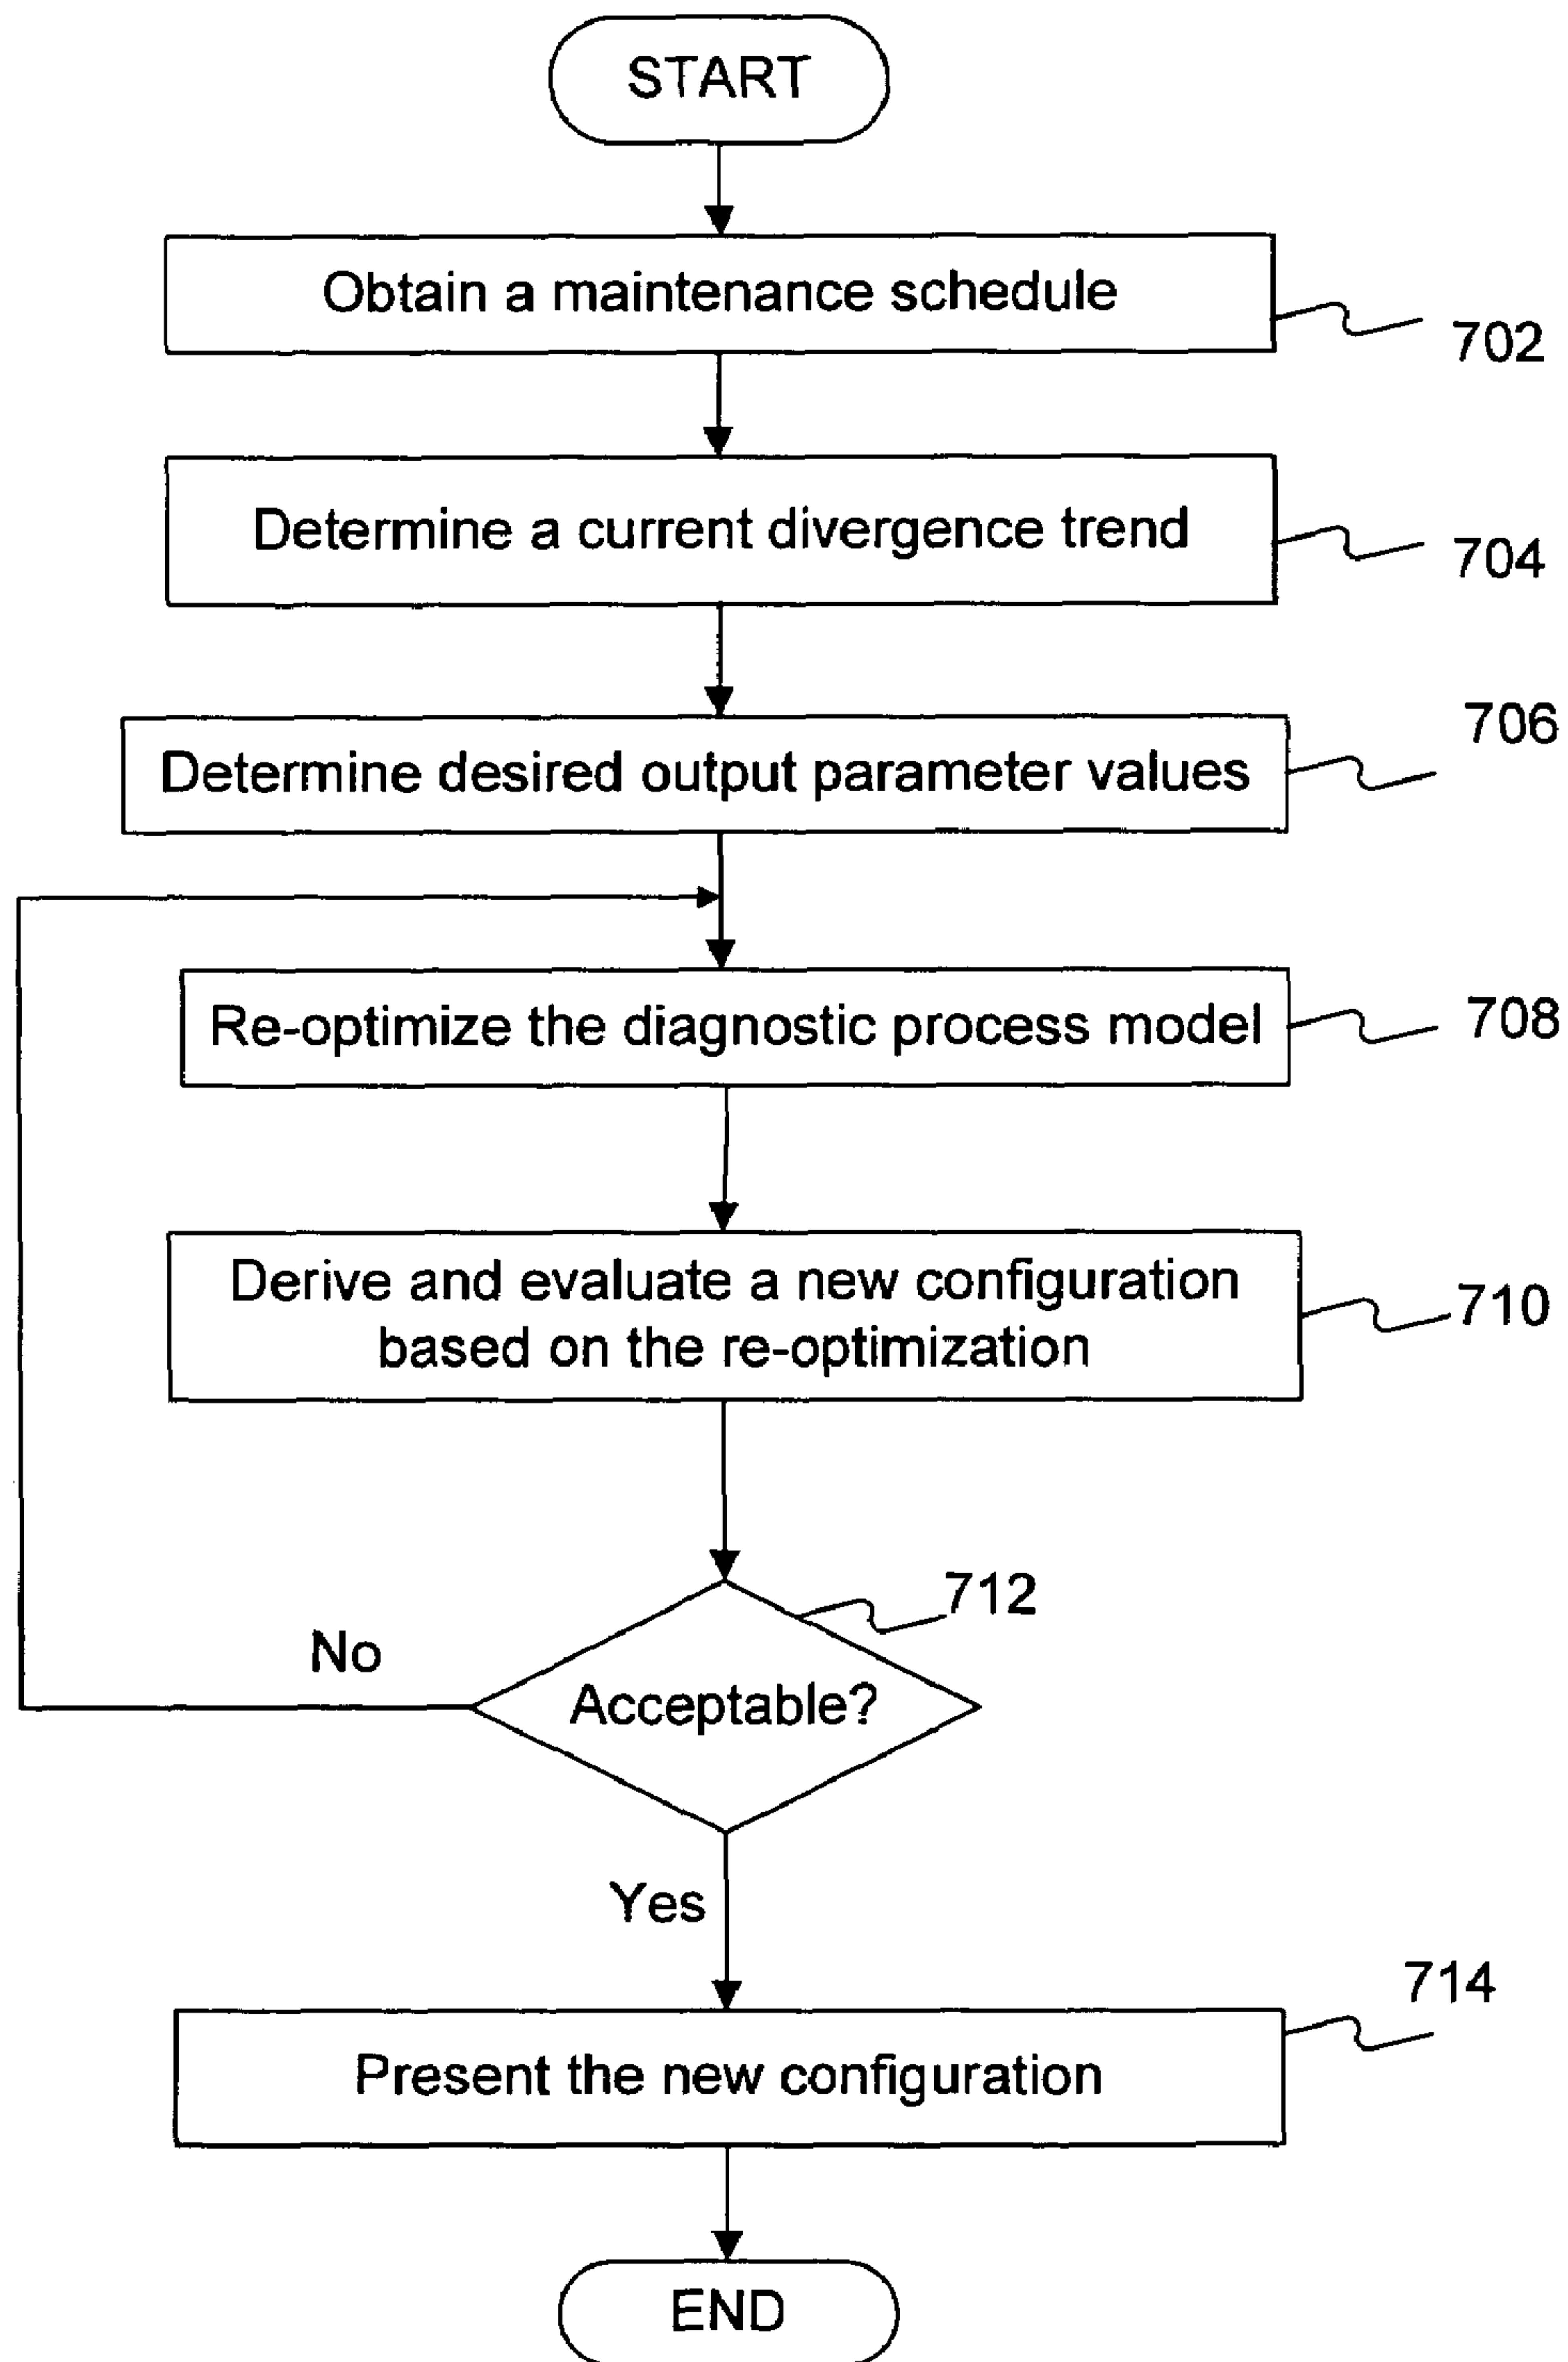 START
Obtain a maintenance schedule
702
Determine a current divergence trend
704
706
Determine desired output parameter values
Re-optimize the diagnostic process model
708
Derive and evaluate a new configuration
based on the re-optimization
710
712
No
Acceptable?
Yes
714
Present the new configuration
END